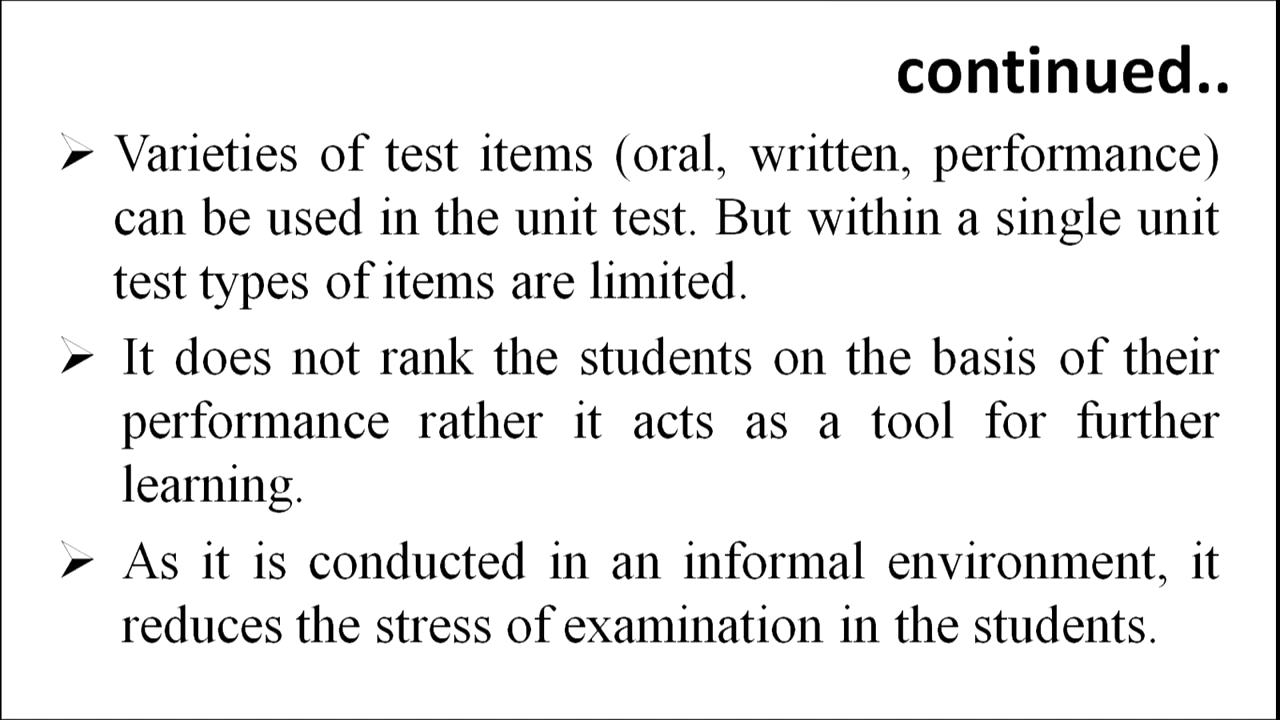 continued..
➢ Varieties of test items (oral, written, performance)
can be used in the unit test. But within a single unit
test types of items are limited.
➢ It does not rank the students on the basis of their
performance rather it acts as a tool for further
learning.
➢ As it is conducted in an informal environment, it
reduces the stress of examination in the students.